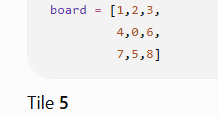 board = [1,2,3,
4,0,6,
7,5,8]
Tile 5